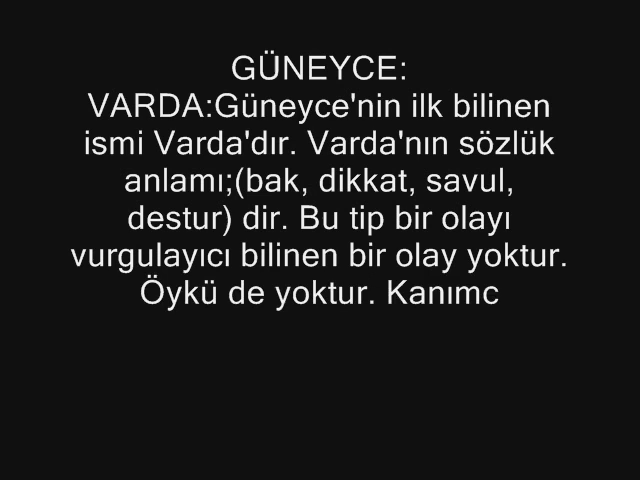 GÜNEYCE:
VARDA:Güneyce'nin ilk bilinen
ismi Varda'dır. Varda'nın sözlük
anlamı;(bak, dikkat, savul,
destur) dir. Bu tip bir olayı
vurgulayıcı bilinen bir olay yoktur.
Öykü de yoktur. Kanımc